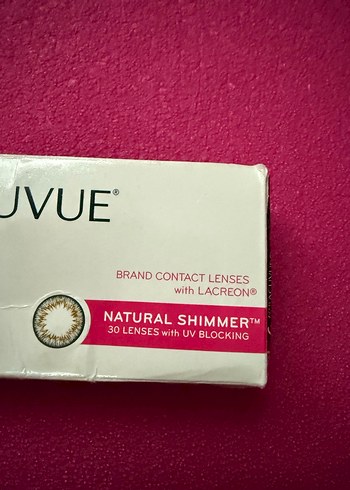 UVUE®
BRAND CONTACT LENSES
with LACREON®
NATURAL SHIMMER™
30 LENSES with UV BLOCKING